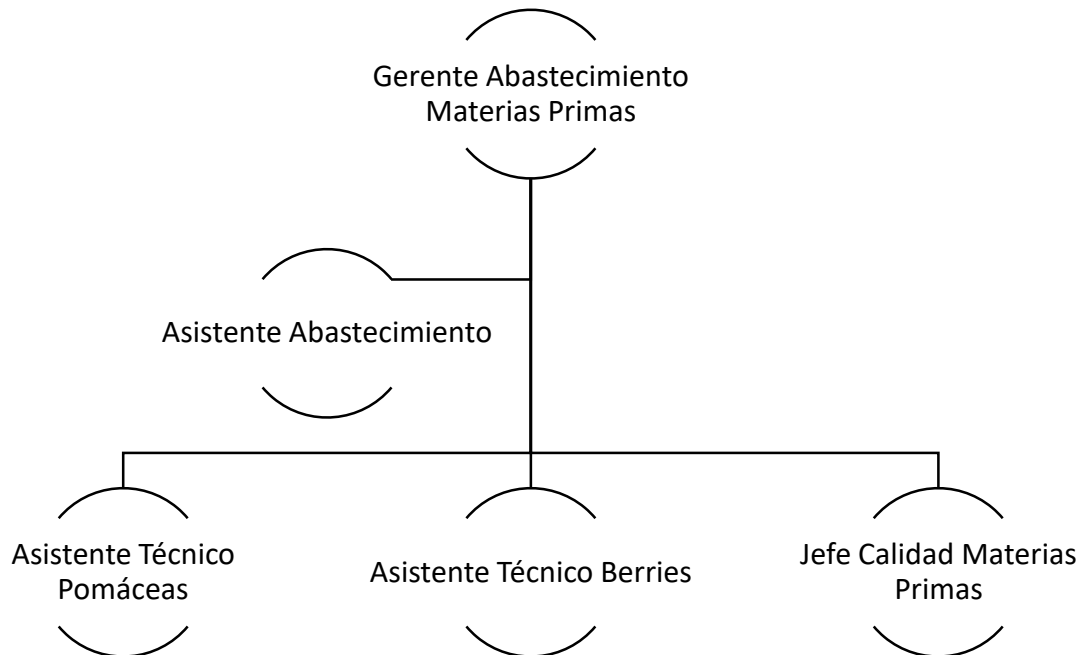 Gerente Abastecimiento
Materias Primas
Asistente Abastecimiento
Asistente Técnico
Pomáceas
Asistente Técnico Berries
Jefe Calidad Materias
Primas